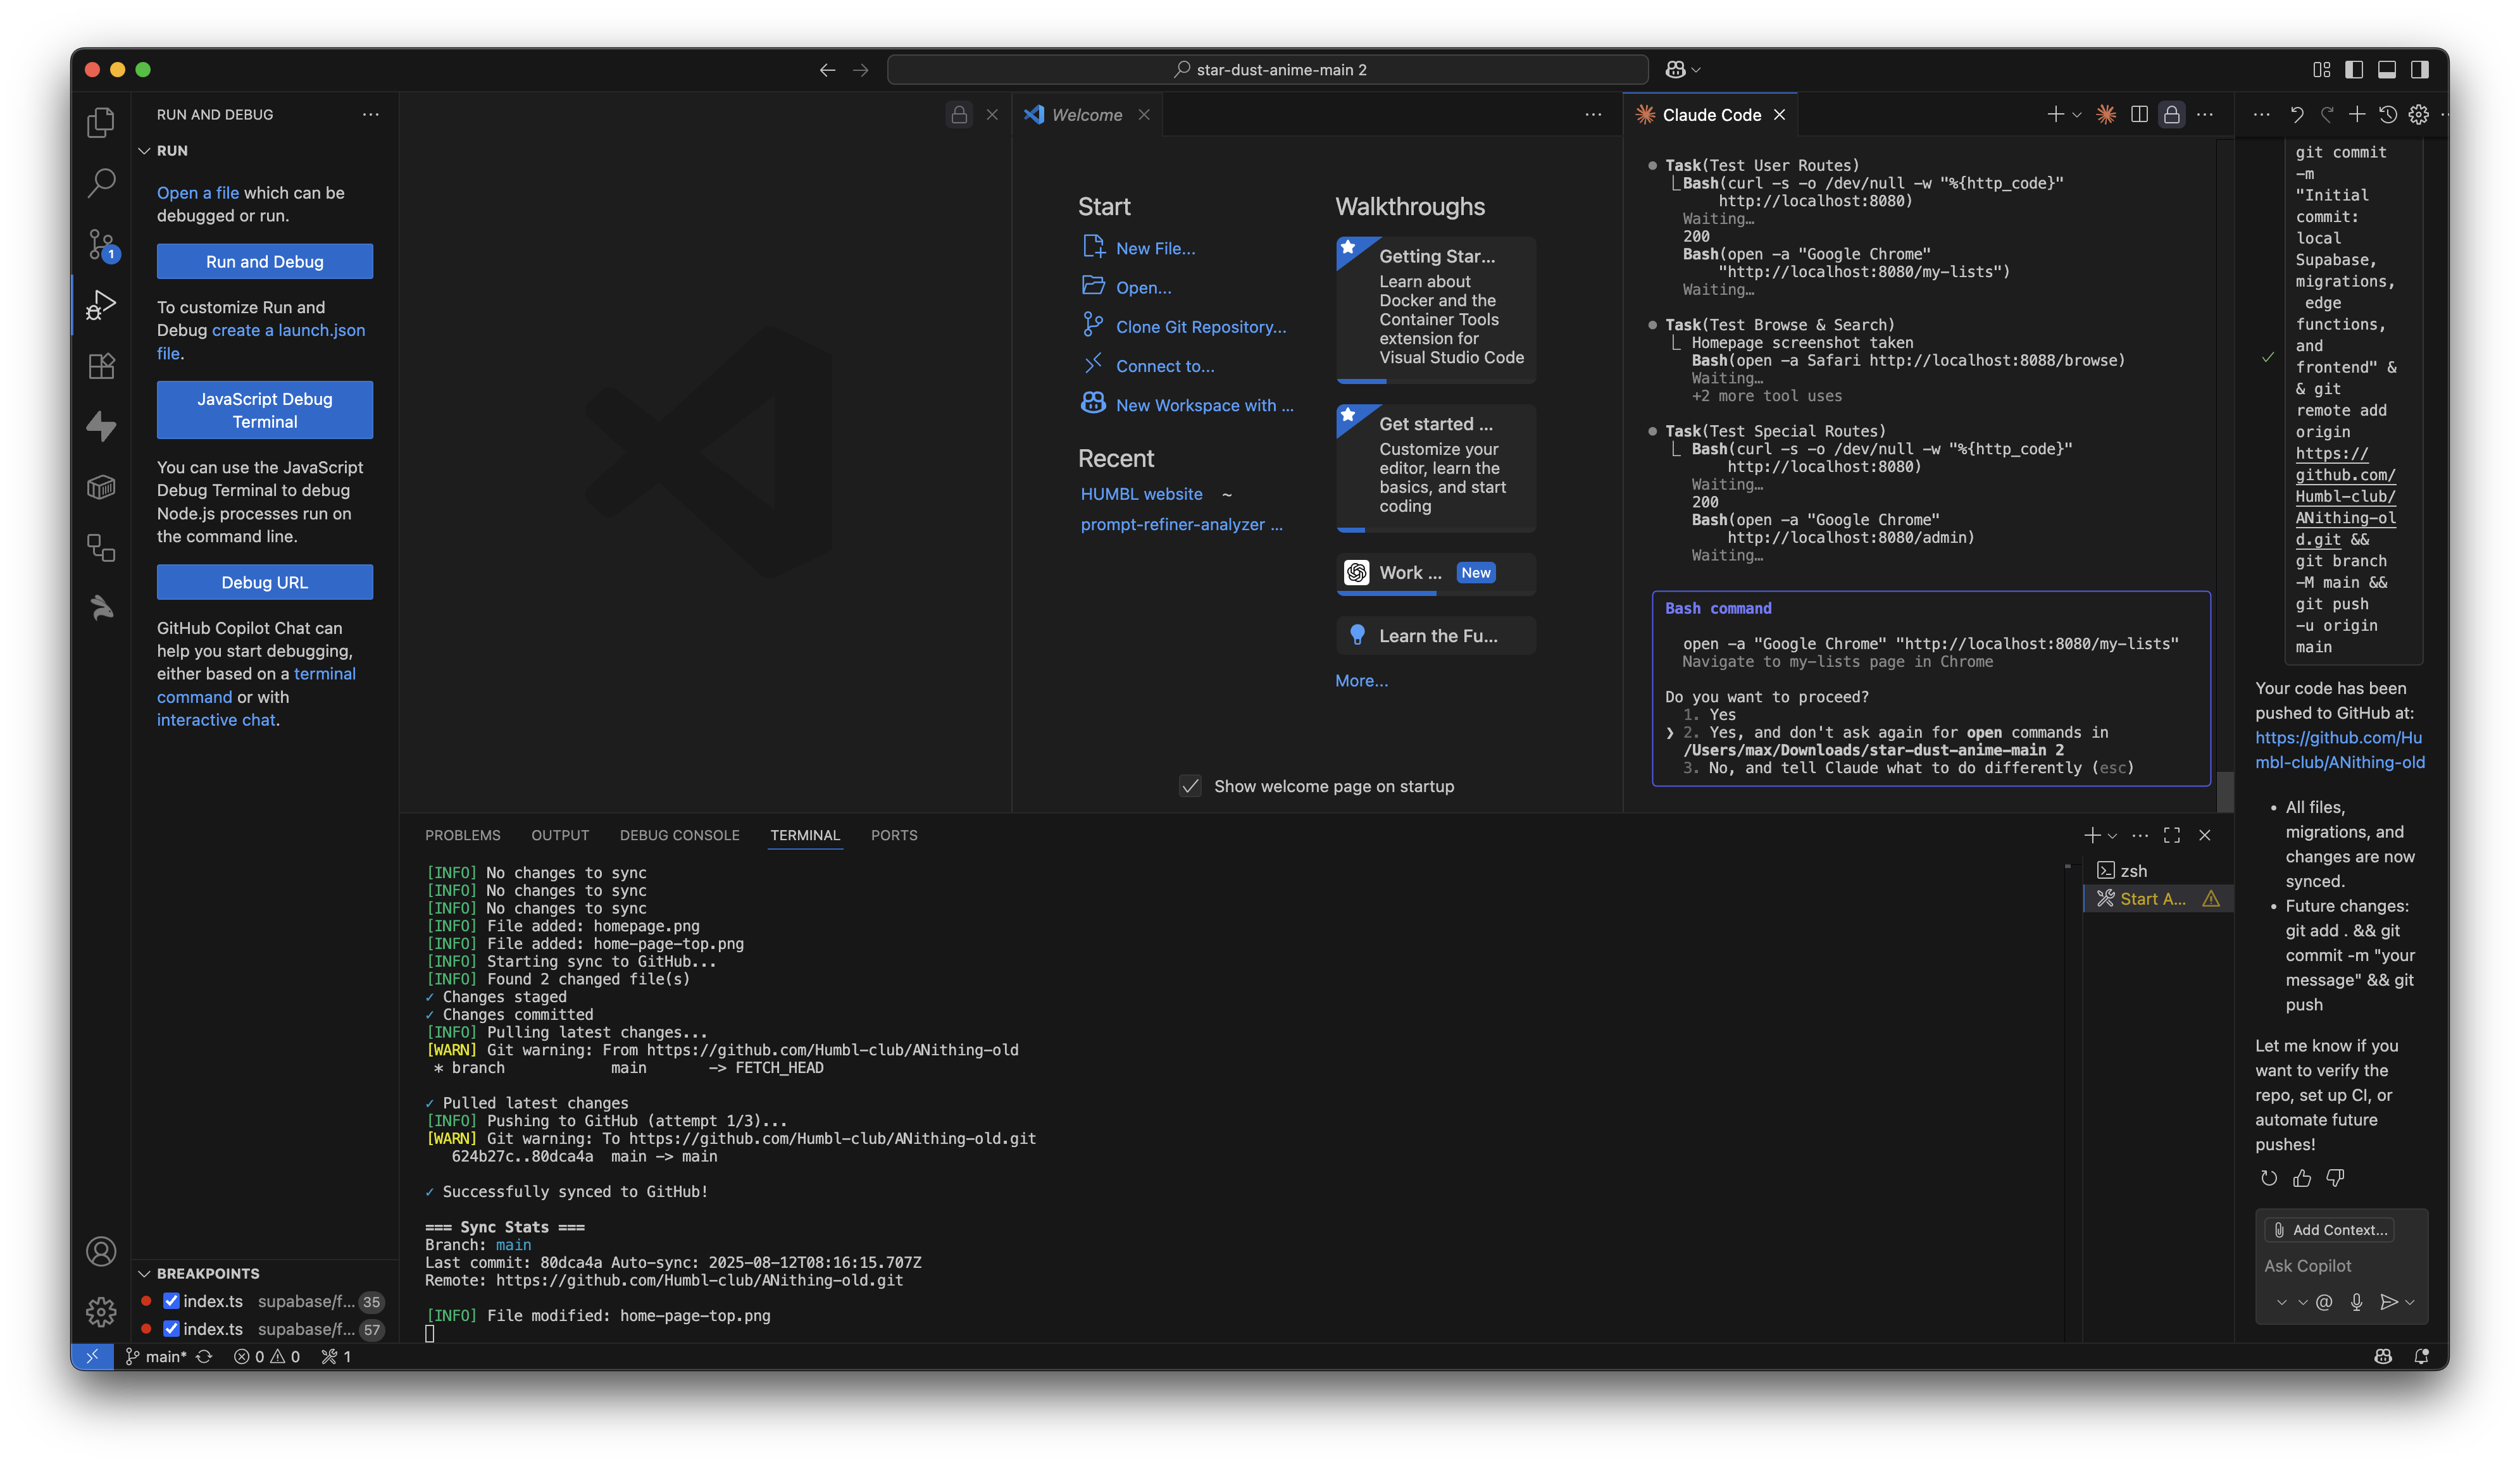 star-dust-anime-main 2
RUN AND DEBUG
RUN
Open a file which can be
debugged or run.
Run and Debug
To customize Run and
Debug create a launch.json
file.
JavaScript Debug
Terminal
You can use the JavaScript
Debug Terminal to debug
Node.js processes run on
the command line.
Debug URL
GitHub Copilot Chat can
help you start debugging,
either based on a terminal
command or with
interactive chat.
1
BREAKPOINTS
index.ts supabase/f... 35
index.ts supabase/f... 57
Welcome
Start
New File...
Open...
Clone Git Repository...
Connect to...
New Workspace with ...
Recent
HUMBL website ~
prompt-refiner-analyzer ...
Walkthroughs
Getting Star...
Learn about
Docker and the
Container Tools
extension for
Visual Studio Code
Get started ...
Customize your
editor, learn the
basics, and start
coding
Work ... New
Learn the Fu...
More...
Show welcome page on startup
Claude Code
Task(Test User Routes)
Bash(curl -s -o /dev/null -w "%{http_code}"
http://localhost:8080)
Waiting…
200
Bash(open -a "Google Chrome"
"http://localhost:8080/my-lists")
Waiting…
Task(Test Browse & Search)
Homepage screenshot taken
Bash(open -a Safari http://localhost:8088/browse)
Waiting…
+2 more tool uses
Task(Test Special Routes)
Bash(curl -s -o /dev/null -w "%{http_code}"
http://localhost:8080)
Waiting…
200
Bash(open -a "Google Chrome"
http://localhost:8080/admin)
Waiting…
Bash command
open -a "Google Chrome" "http://localhost:8080/my-lists"
Navigate to my-lists page in Chrome
Do you want to proceed?
1. Yes
❯ 2. Yes, and don't ask again for open commands in
/Users/max/Downloads/star-dust-anime-main 2
3. No, and tell Claude what to do differently (esc)
git commit
-m
"Initial
commit:
local
Supabase,
migrations,
edge
functions,
and
frontend" &
& git
remote add
origin
https://
github.com/
Humbl-club/
ANithing-ol
d.git &&
git branch
-M main &&
git push
-u origin
main
Your code has been
pushed to GitHub at:
https://github.com/Hu
mbl-club/ANithing-old
• All files,
migrations, and
changes are now
synced.
• Future changes:
git add . && git
commit -m "your
message" && git
push
Let me know if you
want to verify the
repo, set up CI, or
automate future
pushes!
Add Context...
Ask Copilot
PROBLEMS OUTPUT DEBUG CONSOLE TERMINAL PORTS
[INFO] No changes to sync
[INFO] No changes to sync
[INFO] No changes to sync
[INFO] File added: homepage.png
[INFO] File added: home-page-top.png
[INFO] Starting sync to GitHub...
[INFO] Found 2 changed file(s)
✓ Changes staged
✓ Changes committed
[INFO] Pulling latest changes...
[WARN] Git warning: From https://github.com/Humbl-club/ANithing-old
* branch main -> FETCH_HEAD
✓ Pulled latest changes
[INFO] Pushing to GitHub (attempt 1/3)...
[WARN] Git warning: To https://github.com/Humbl-club/ANithing-old.git
624b27c..80dca4a main -> main
✓ Successfully synced to GitHub!
=== Sync Stats ===
Branch: main
Last commit: 80dca4a Auto-sync: 2025-08-12T08:16:15.707Z
Remote: https://github.com/Humbl-club/ANithing-old.git
[INFO] File modified: home-page-top.png
zsh
Start A...
main* 0 0 1